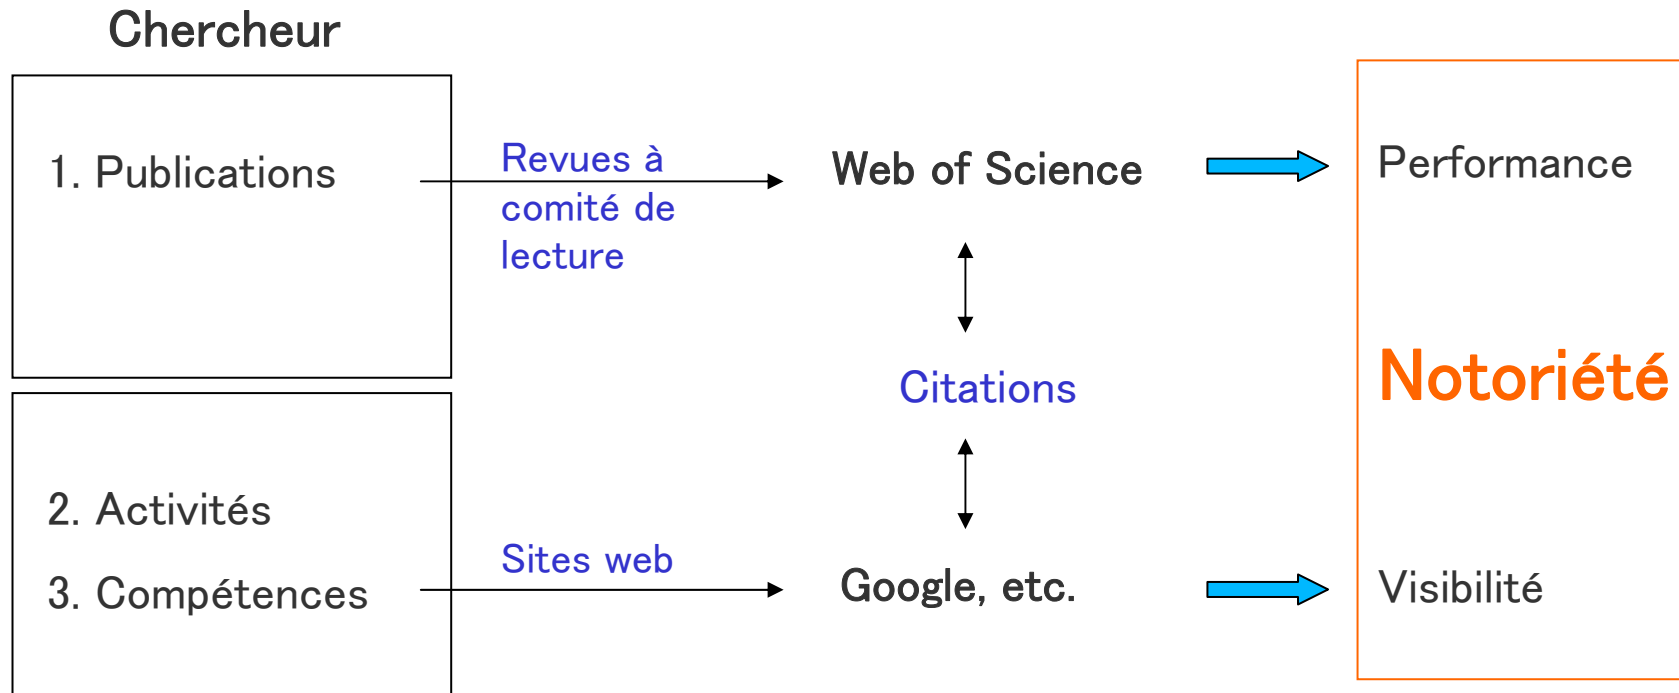 Chercheur
1. Publications
Revues à
comité de
lecture
Web of Science
Performance
Citations
Notoriété
2. Activités
3. Compétences
Sites web
Google, etc.
Visibilité